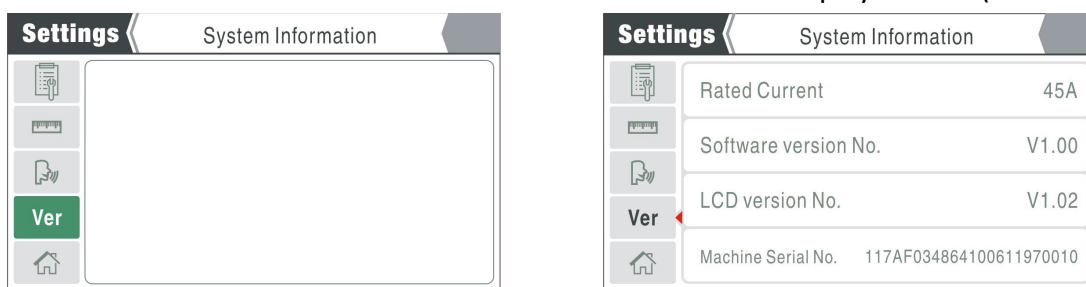 Settings System Information
Ver
Settings System Information
Rated Current 45A
Software version No. V1.00
LCD version No. V1.02
Ver
Machine Serial No. 117AF034864100611970010